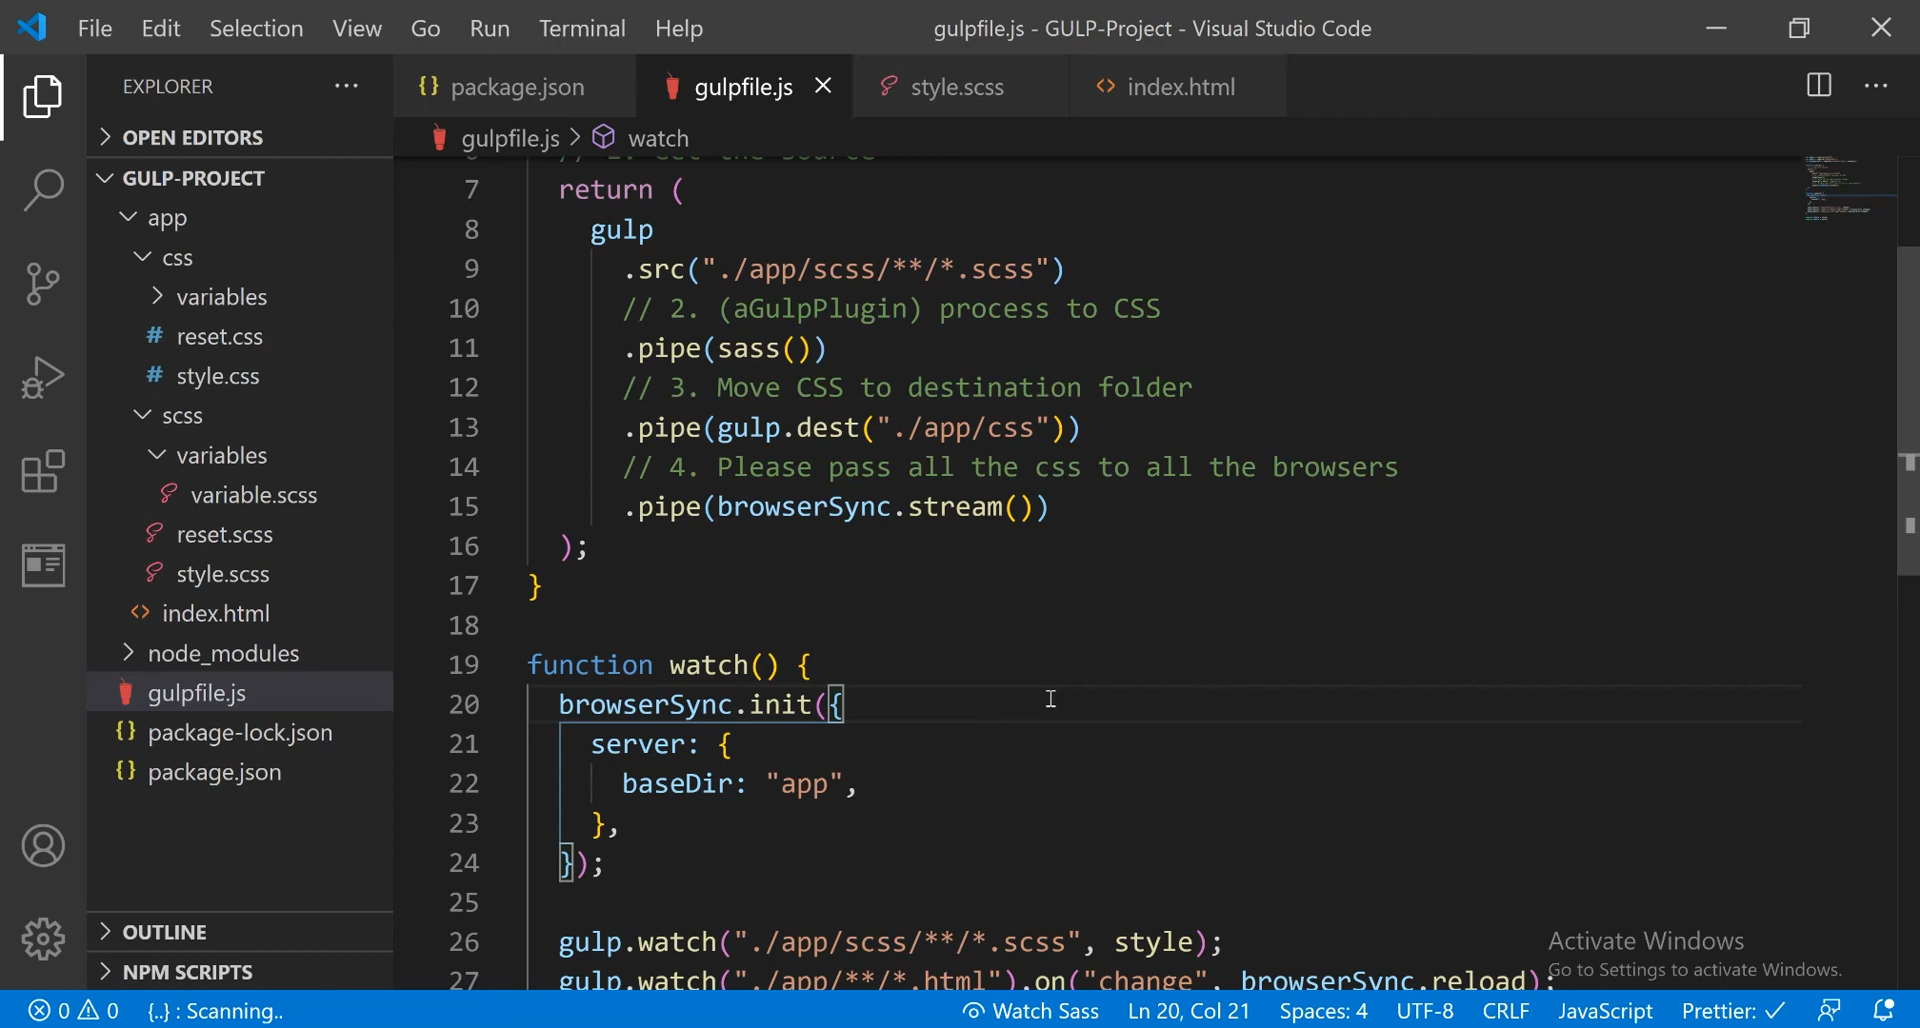 File Edit Selection View Go Run Terminal Help gulpfile.js - GULP-Project - Visual Studio Code
EXPLORER
OPEN EDITORS
GULP-PROJECT
app
css
variables
reset.css
style.css
scss
variables
variable.scss
reset.scss
style.scss
index.html
node_modules
gulpfile.js
package-lock.json
package.json
OUTLINE
NPM SCRIPTS
package.json gulpfile.js style.scss index.html
gulpfile.js > watch
// 1. Get the source
7 return (
8 gulp
9 .src("./app/scss/**/*.scss")
10 // 2. (aGulpPlugin) process to CSS
11 .pipe(sass())
12 // 3. Move CSS to destination folder
13 .pipe(gulp.dest("./app/css"))
14 // 4. Please pass all the css to all the browsers
15 .pipe(browserSync.stream())
16 );
17 }
18
19 function watch() {
20 browserSync.init({
21 server: {
22 baseDir: "app",
23 },
24 });
25
26 gulp.watch("./app/scss/**/*.scss", style);
27 gulp.watch("./app/**/*.html").on("change", browserSync.reload);
Activate Windows
Go to Settings to activate Windows.
0 0 {..} : Scanning.. Watch Sass Ln 20, Col 21 Spaces: 4 UTF-8 CRLF JavaScript Prettier: ✓